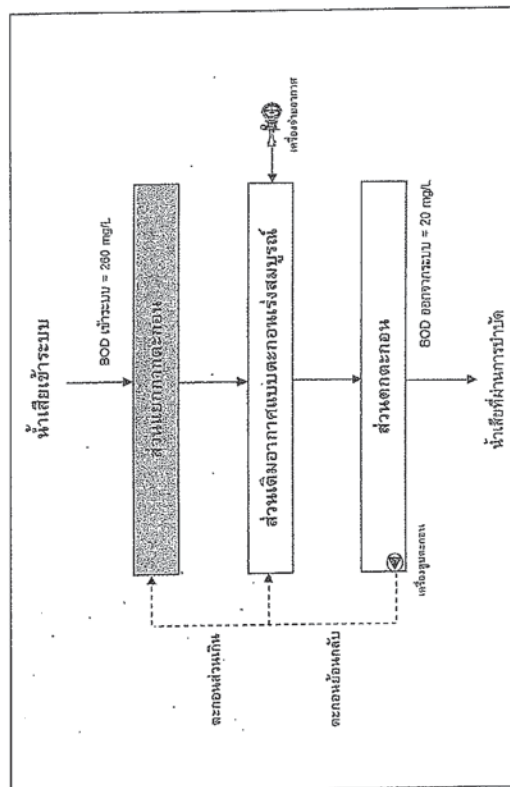 น้ำเสียเข้าระบบ
BOD เข้าระบบ = 260 mg/L
ส่วนแยกกากตะกอน
ส่วนเติมอากาศแบบตะกอนเร่งสมบูรณ์
เครื่องจ่ายอากาศ
ส่วนตกตะกอน
เครื่องสูบตะกอน
ตะกอนส่วนเกิน
ตะกอนย้อนกลับ
BOD ออกจากระบบ = 20 mg/L
น้ำเสียที่ผ่านการบำบัด